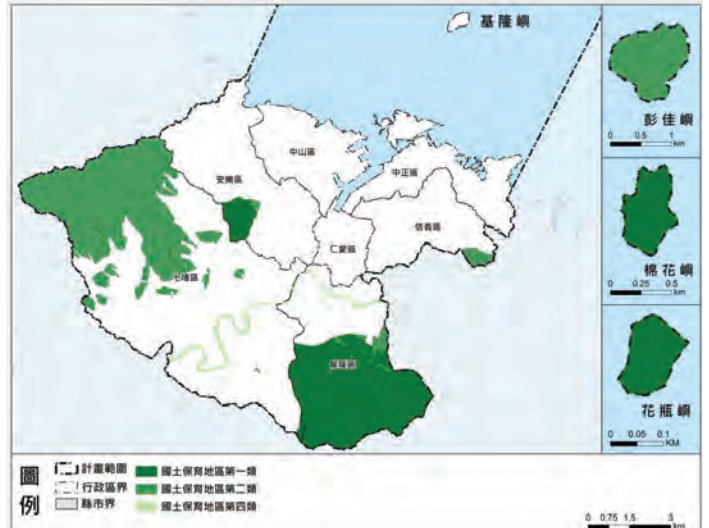 基隆嶼
彭佳嶼
0 0.5 1
km
中山區
安樂區
中正區
信義區
仁愛區
七堵區
暖暖區
棉花嶼
0 0.25 0.5
km
花瓶嶼
0 0.05 0.1
KM
圖例
計畫範圍
行政區界
縣市界
國土保育地區第一類
國土保育地區第二類
國土保育地區第四類
0 0.75 1.5 3
km